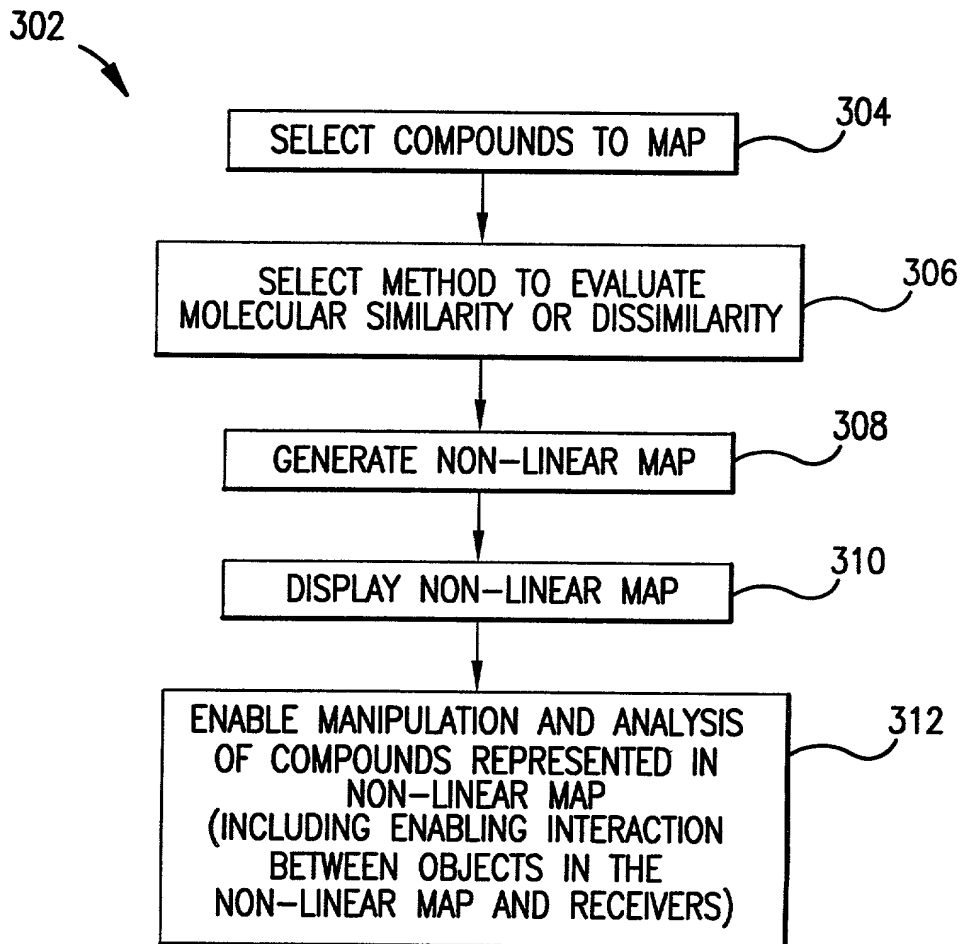 302
SELECT COMPOUNDS TO MAP
304
SELECT METHOD TO EVALUATE
MOLECULAR SIMILARITY OR DISSIMILARITY
306
GENERATE NON-LINEAR MAP
308
DISPLAY NON-LINEAR MAP
310
ENABLE MANIPULATION AND ANALYSIS
OF COMPOUNDS REPRESENTED IN
NON-LINEAR MAP
(INCLUDING ENABLING INTERACTION
BETWEEN OBJECTS IN THE
NON-LINEAR MAP AND RECEIVERS)
312